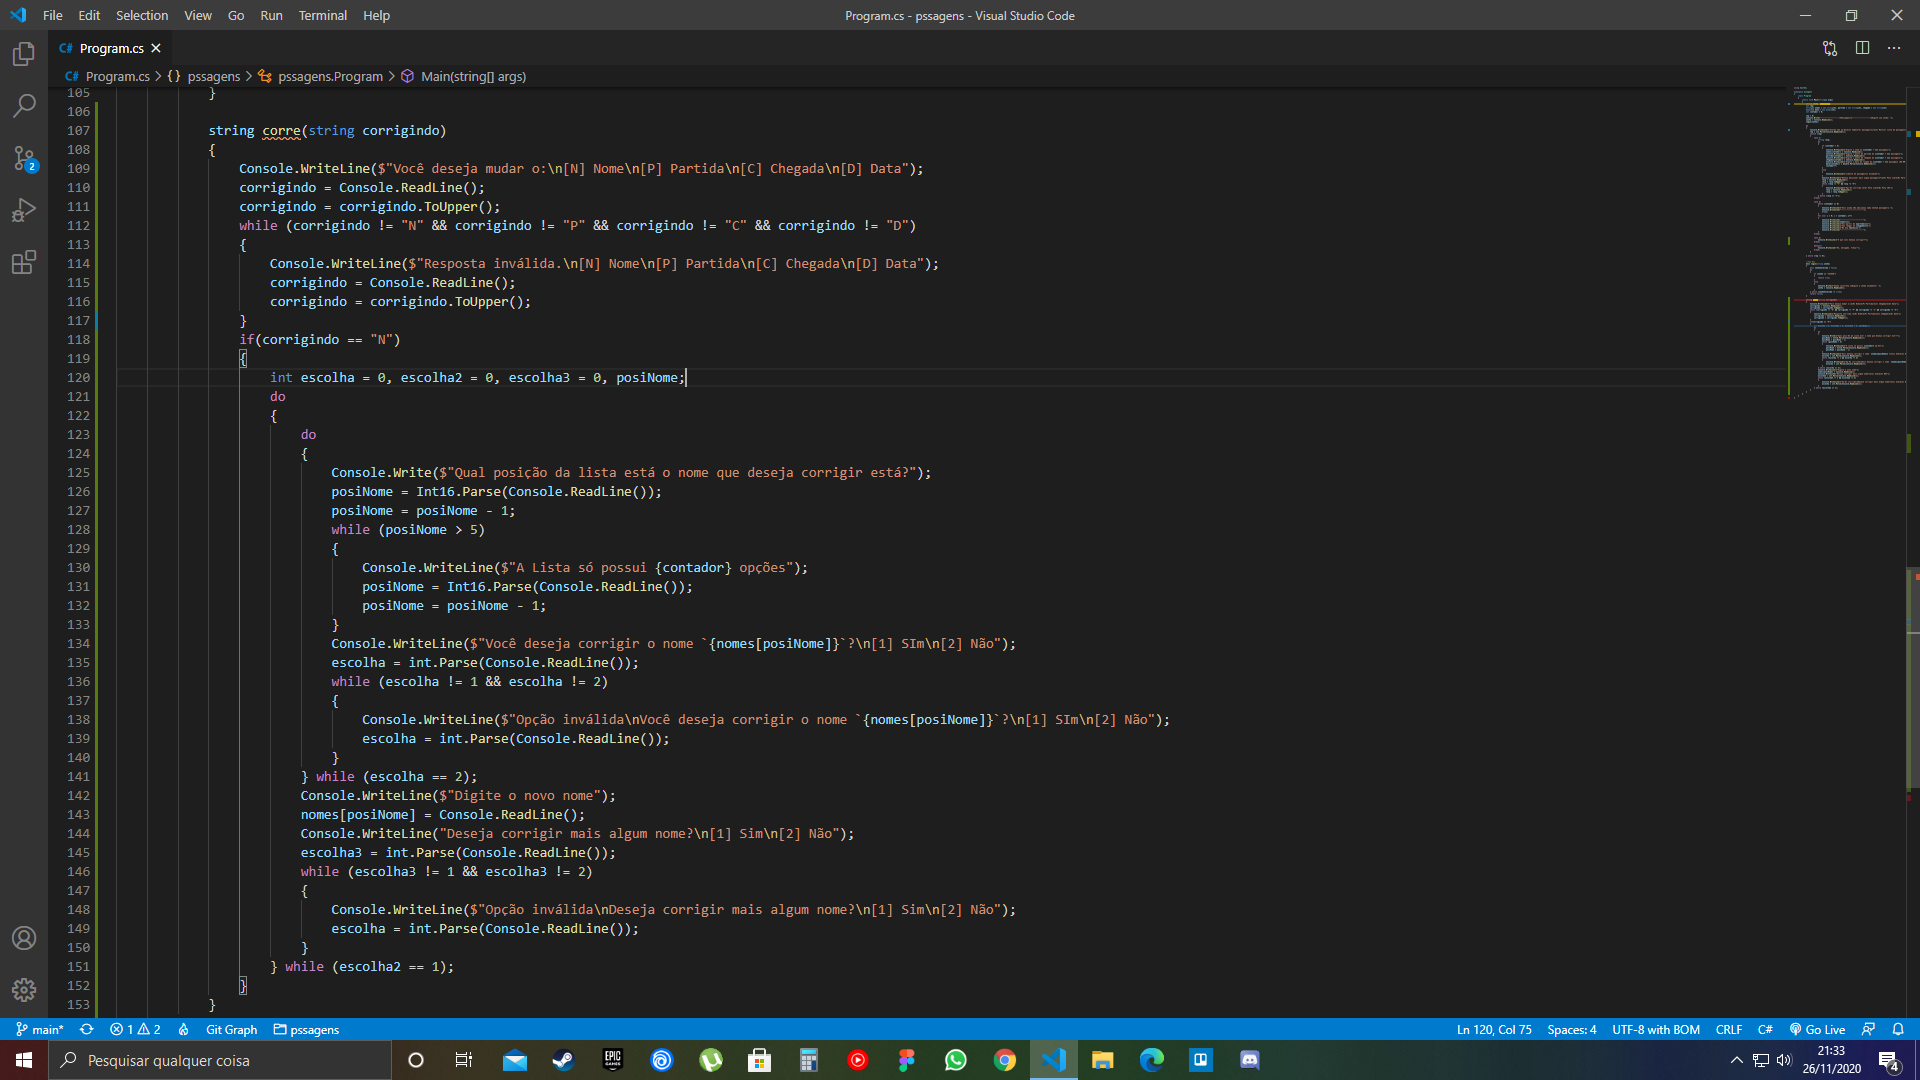 File Edit Selection View Go Run Terminal Help
Program.cs - pssagens - Visual Studio Code
C# Program.cs
C# Program.cs > {} pssagens > pssagens.Program > Main(string[] args)
105 }
106
107 string corre(string corrigindo)
108 {
109 Console.WriteLine($"Você deseja mudar o:\n[N] Nome\n[P] Partida\n[C] Chegada\n[D] Data");
110 corrigindo = Console.ReadLine();
111 corrigindo = corrigindo.ToUpper();
112 while (corrigindo != "N" && corrigindo != "P" && corrigindo != "C" && corrigindo != "D")
113 {
114 Console.WriteLine($"Resposta inválida.\n[N] Nome\n[P] Partida\n[C] Chegada\n[D] Data");
115 corrigindo = Console.ReadLine();
116 corrigindo = corrigindo.ToUpper();
117 }
118 if(corrigindo == "N")
119 {
120 int escolha = 0, escolha2 = 0, escolha3 = 0, posiNome;
121 do
122 {
123 do
124 {
125 Console.Write($"Qual posição da lista está o nome que deseja corrigir está?");
126 posiNome = Int16.Parse(Console.ReadLine());
127 posiNome = posiNome - 1;
128 while (posiNome > 5)
129 {
130 Console.WriteLine($"A Lista só possui {contador} opções");
131 posiNome = Int16.Parse(Console.ReadLine());
132 posiNome = posiNome - 1;
133 }
134 Console.WriteLine($"Você deseja corrigir o nome `{nomes[posiNome]}`?\n[1] SIm\n[2] Não");
135 escolha = int.Parse(Console.ReadLine());
136 while (escolha != 1 && escolha != 2)
137 {
138 Console.WriteLine($"Opção inválida\nVocê deseja corrigir o nome `{nomes[posiNome]}`?\n[1] SIm\n[2] Não");
139 escolha = int.Parse(Console.ReadLine());
140 }
141 } while (escolha == 2);
142 Console.WriteLine($"Digite o novo nome");
143 nomes[posiNome] = Console.ReadLine();
144 Console.WriteLine("Deseja corrigir mais algum nome?\n[1] Sim\n[2] Não");
145 escolha3 = int.Parse(Console.ReadLine());
146 while (escolha3 != 1 && escolha3 != 2)
147 {
148 Console.WriteLine($"Opção inválida\nDeseja corrigir mais algum nome?\n[1] Sim\n[2] Não");
149 escolha = int.Parse(Console.ReadLine());
150 }
151 } while (escolha2 == 1);
152 }
153 }
2
main* 1 2 Git Graph pssagens
Ln 120, Col 75 Spaces: 4 UTF-8 with BOM CRLF C# Go Live
Pesquisar qualquer coisa
EPIC GAMES
21:33
26/11/2020
4